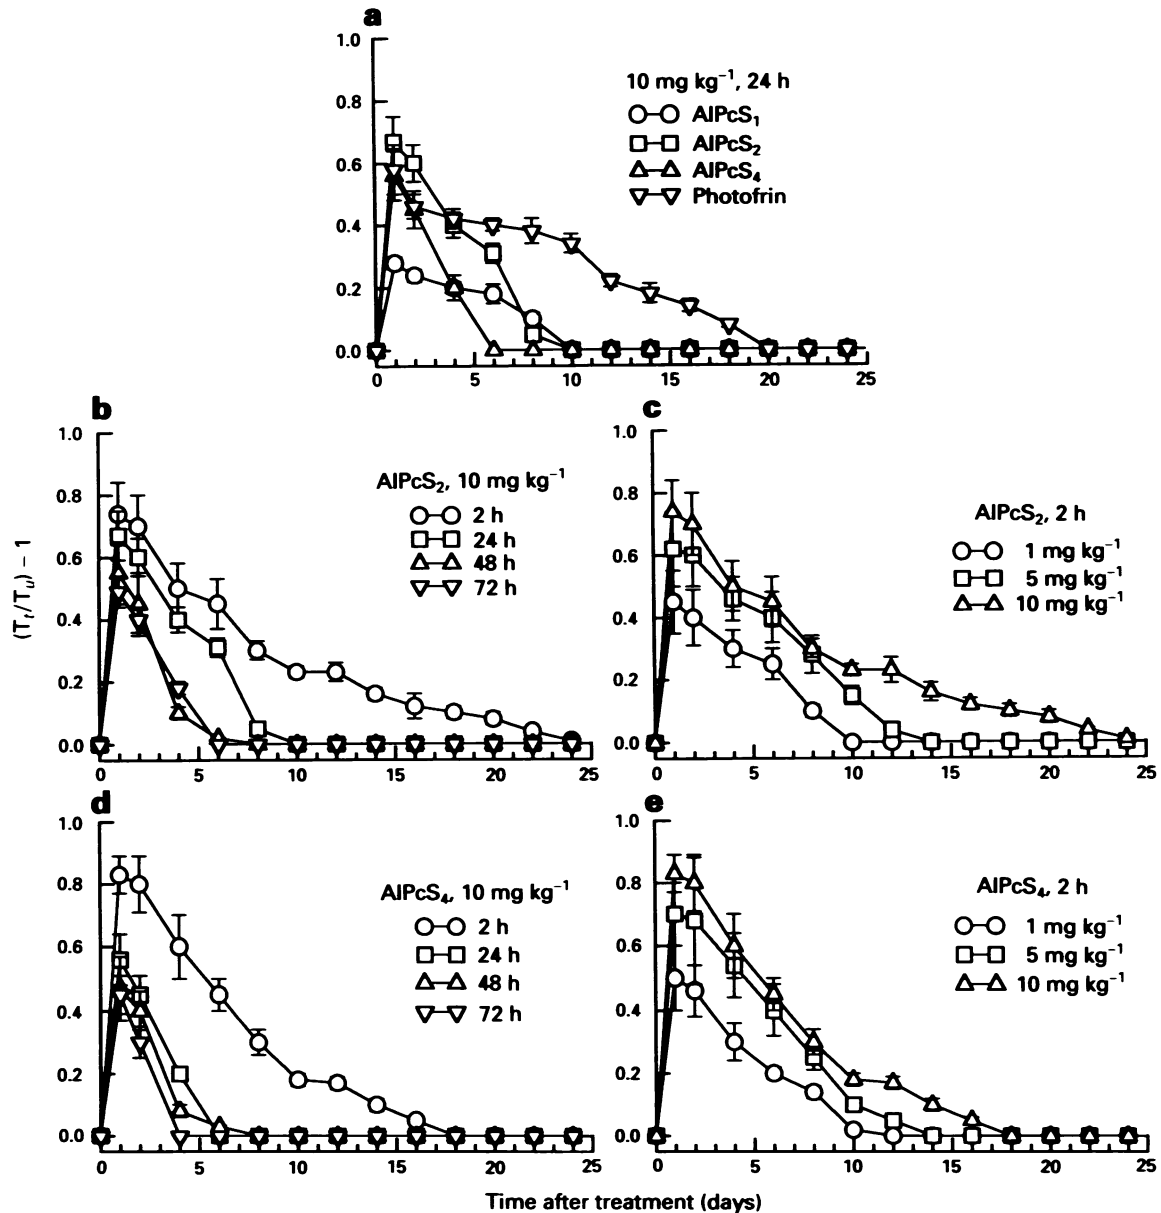 a
1.0
0.8
0.6
0.4
0.2
0.0
0 5 10 15 20 25
10 mg kg⁻¹, 24 h
AlPcS₁
AlPcS₂
AlPcS₄
Photofrin
b
1.0
0.8
0.6
0.4
0.2
0.0
0 5 10 15 20 25
AlPcS₂, 10 mg kg⁻¹
2 h
24 h
48 h
72 h
(Tₜ/Tᵤ) – 1
c
1.0
0.8
0.6
0.4
0.2
0.0
0 5 10 15 20 25
AlPcS₂, 2 h
1 mg kg⁻¹
5 mg kg⁻¹
10 mg kg⁻¹
d
1.0
0.8
0.6
0.4
0.2
0.0
0 5 10 15 20 25
AlPcS₄, 10 mg kg⁻¹
2 h
24 h
48 h
72 h
e
1.0
0.8
0.6
0.4
0.2
0.0
0 5 10 15 20 25
AlPcS₄, 2 h
1 mg kg⁻¹
5 mg kg⁻¹
10 mg kg⁻¹
Time after treatment (days)